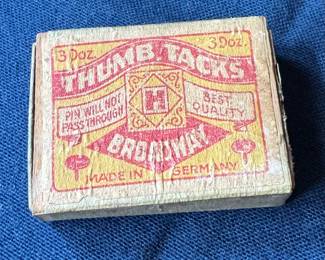 3 Doz. 3 Doz.
THUMB TACKS
PIN WILL NOT
PASS THROUGH
H
BEST
QUALITY
BROADWAY
MADE IN GERMANY